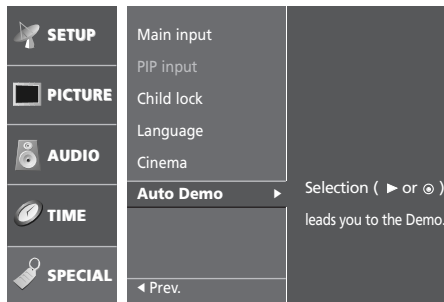 SETUP
PICTURE
AUDIO
TIME
SPECIAL
Main input
PIP input
Child lock
Language
Cinema
Auto Demo ►
◄ Prev.
Selection ( ► or ◉ )
leads you to the Demo.